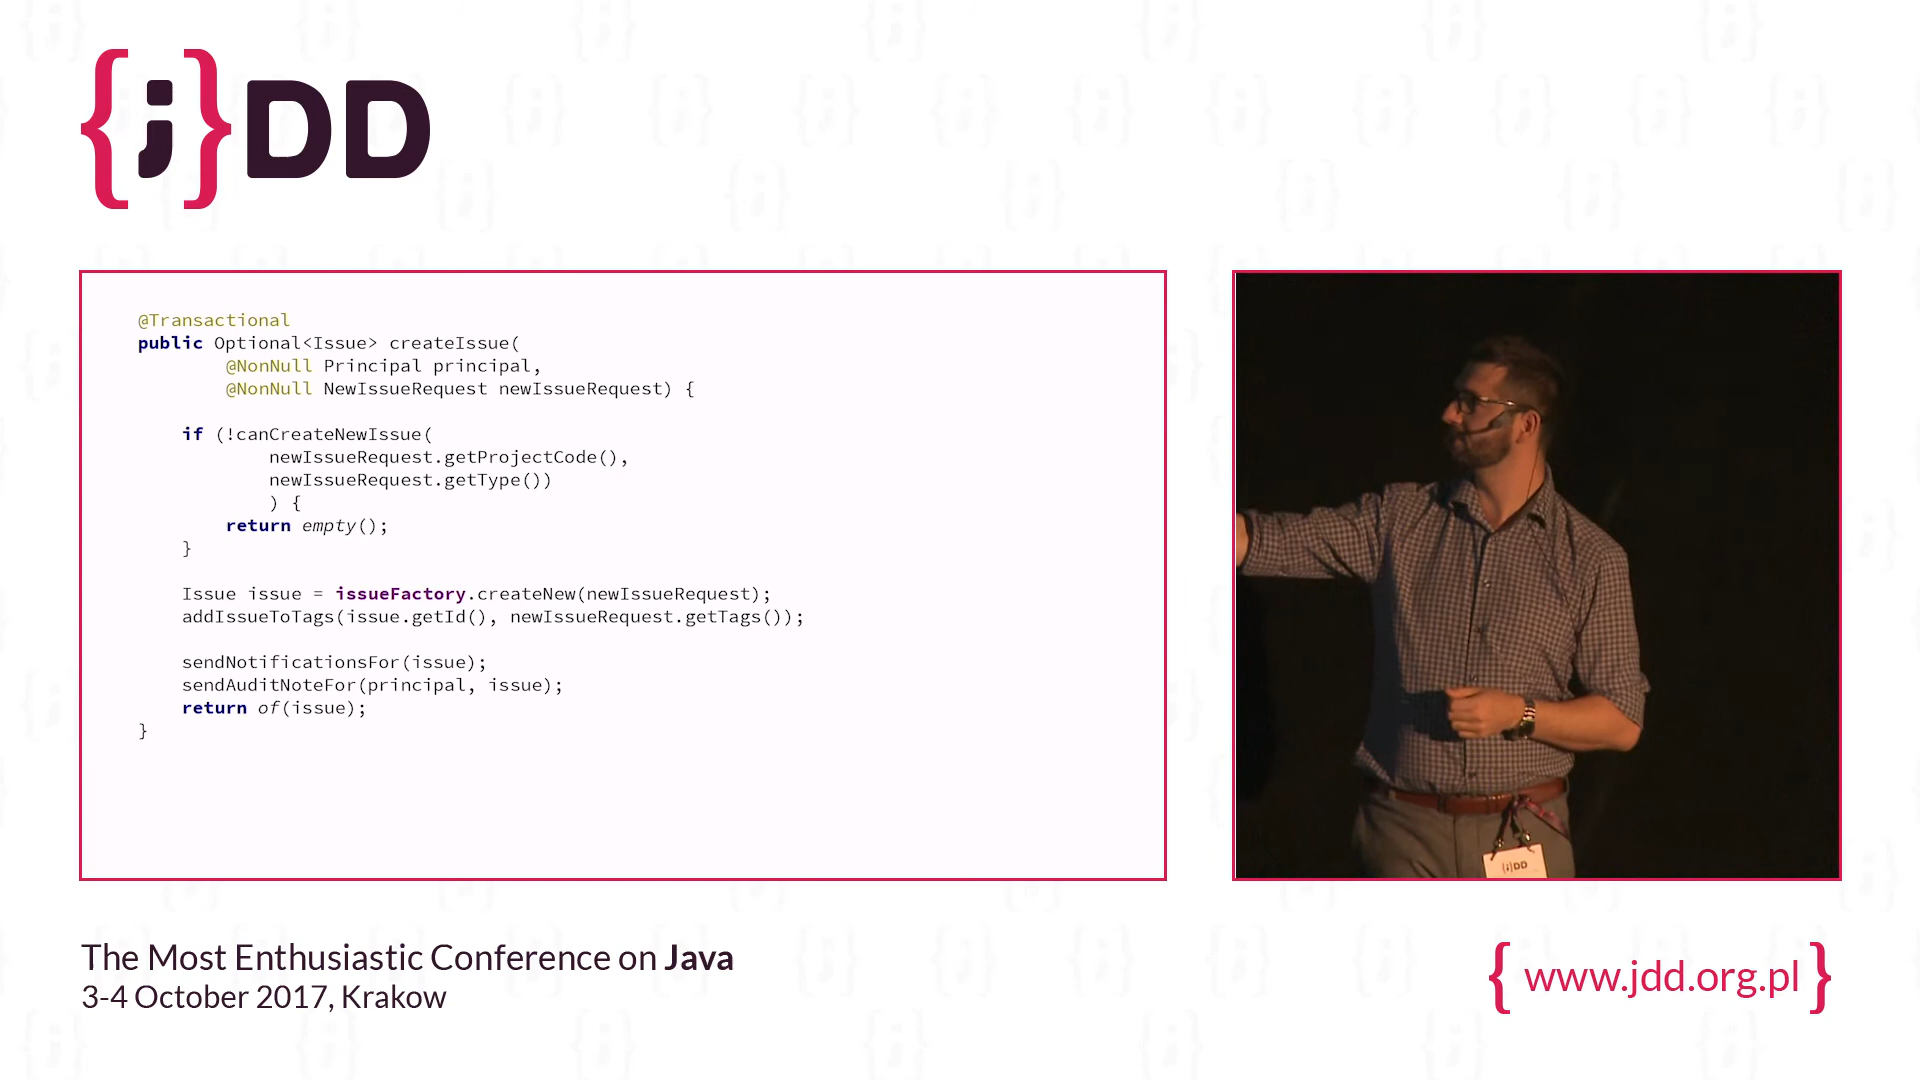 {;}DD
@Transactional
public Optional<Issue> createIssue(
@NonNull Principal principal,
@NonNull NewIssueRequest newIssueRequest) {
if (!canCreateNewIssue(
newIssueRequest.getProjectCode(),
newIssueRequest.getType())
) {
return empty();
}
Issue issue = issueFactory.createNew(newIssueRequest);
addIssueToTags(issue.getId(), newIssueRequest.getTags());
sendNotificationsFor(issue);
sendAuditNoteFor(principal, issue);
return of(issue);
}
{;}DD
The Most Enthusiastic Conference on Java
3-4 October 2017, Krakow
{ www.jdd.org.pl }